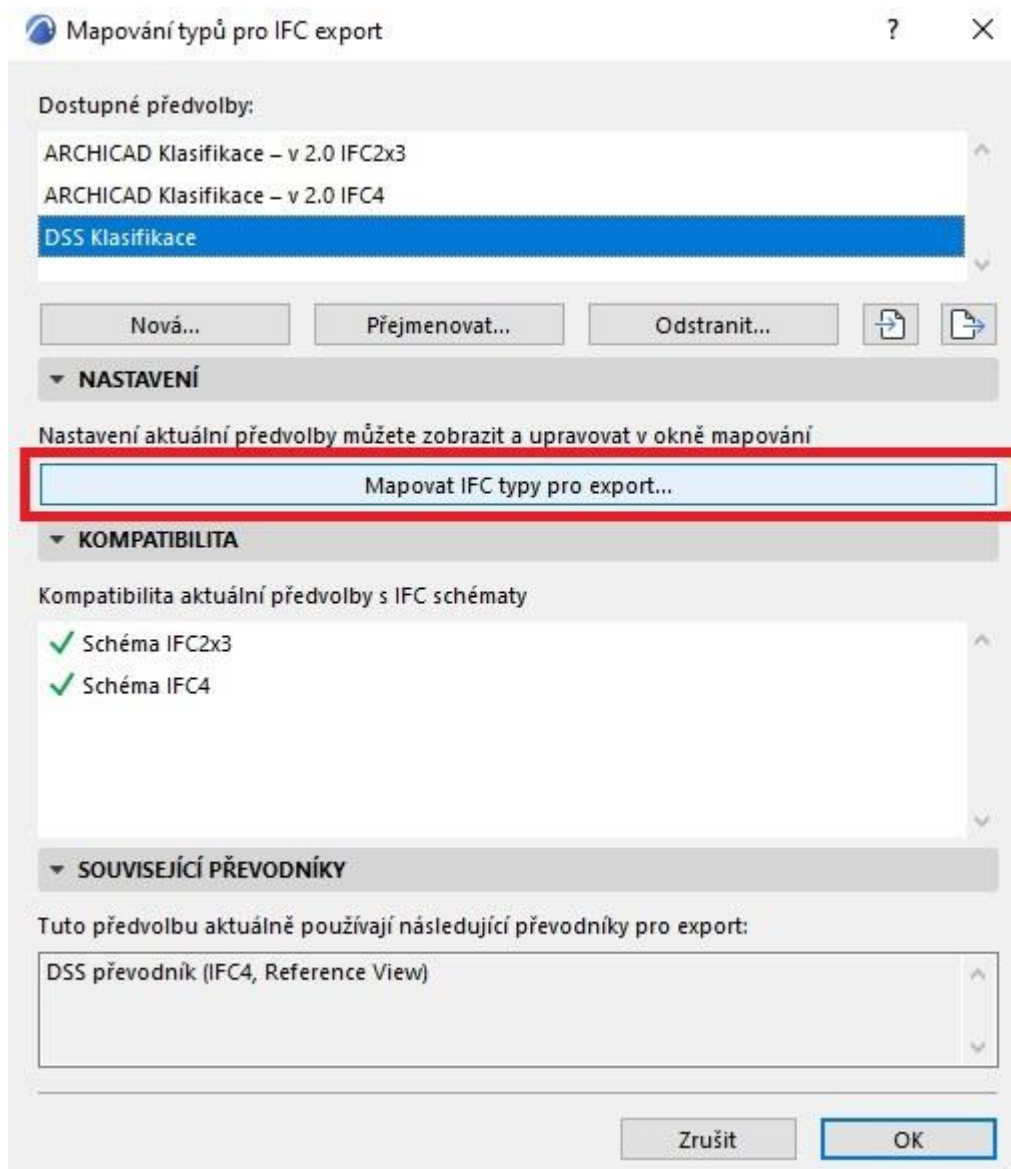 Mapování typů pro IFC export
?
Dostupné předvolby:
ARCHICAD Klasifikace – v 2.0 IFC2x3
ARCHICAD Klasifikace – v 2.0 IFC4
DSS Klasifikace
Nová... Přejmenovat... Odstranit...
NASTAVENÍ
Nastavení aktuální předvolby můžete zobrazit a upravovat v okně mapování
Mapovat IFC typy pro export...
KOMPATIBILITA
Kompatibilita aktuální předvolby s IFC schématy
Schéma IFC2x3
Schéma IFC4
SOUVISEJÍCÍ PŘEVODNÍKY
Tuto předvolbu aktuálně používají následující převodníky pro export:
DSS převodník (IFC4, Reference View)
Zrušit OK